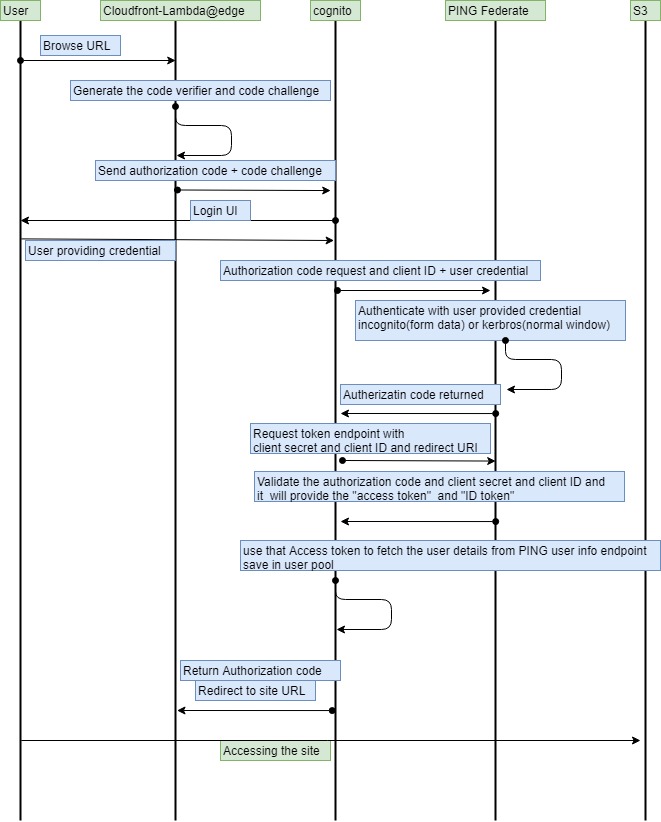 User
Cloudfront-Lambda@edge
cognito
PING Federate
S3
Browse URL
Generate the code verifier and code challenge
Send authorization code + code challenge
Login UI
User providing credential
Authorization code request and client ID + user credential
Authenticate with user provided credential
incognito(form data) or kerbros(normal window)
Autherizatin code returned
Request token endpoint with
client secret and client ID and redirect URI
Validate the authorization code and client secret and client ID and
it will provide the "access token" and "ID token"
use that Access token to fetch the user details from PING user info endpoint
save in user pool
Return Authorization code
Redirect to site URL
Accessing the site